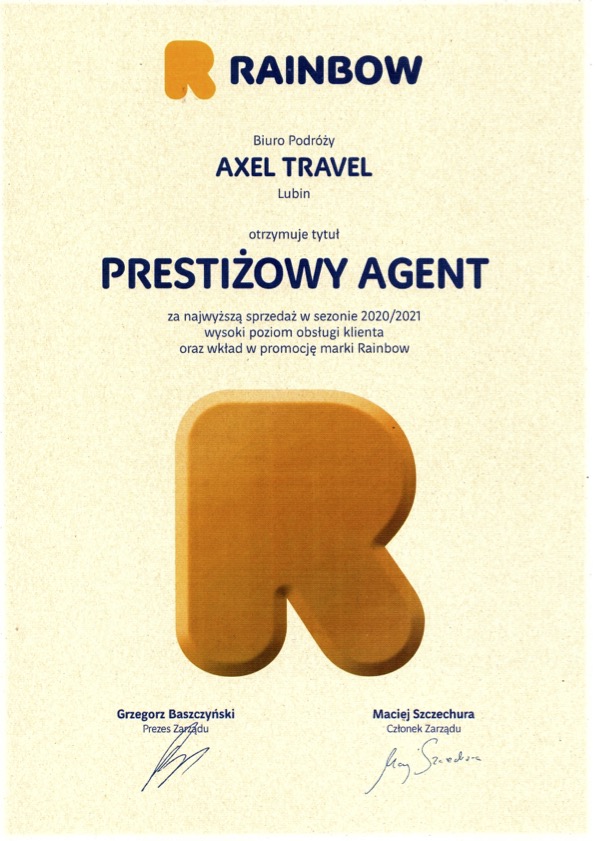 RAINBOW
Biuro Podróży
AXEL TRAVEL
Lubin
otrzymuje tytuł
PRESTIŻOWY AGENT
za najwyższą sprzedaż w sezonie 2020/2021
wysoki poziom obsługi klienta
oraz wkład w promocję marki Rainbow
R
Grzegorz Baszczyński
Prezes Zarządu
Maciej Szczechura
Członek Zarządu